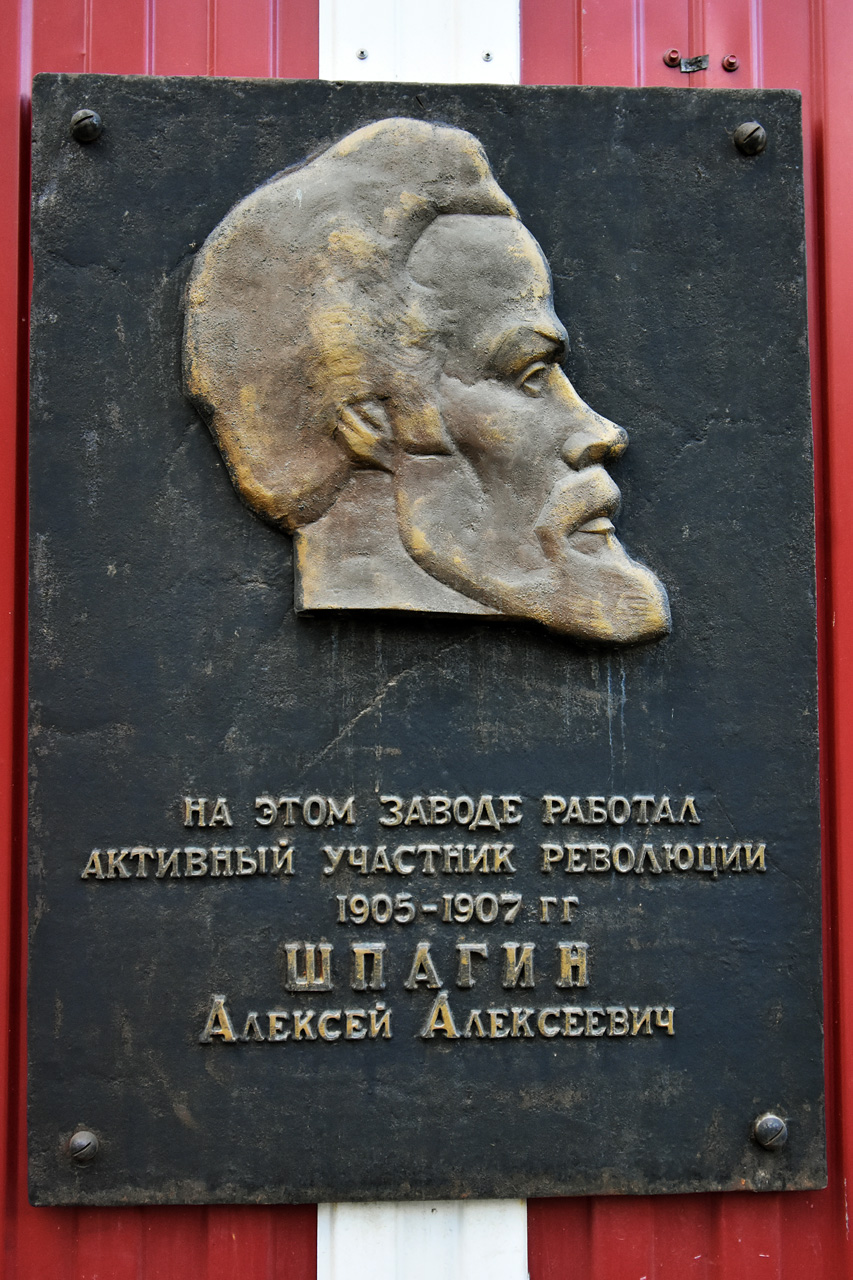 НА ЭТОМ ЗАВОДЕ РАБОТАЛ
АКТИВНЫЙ УЧАСТНИК РЕВОЛЮЦИИ
1905-1907 ГГ
ШПАГИН
АЛЕКСЕЙ АЛЕКСЕЕВИЧ